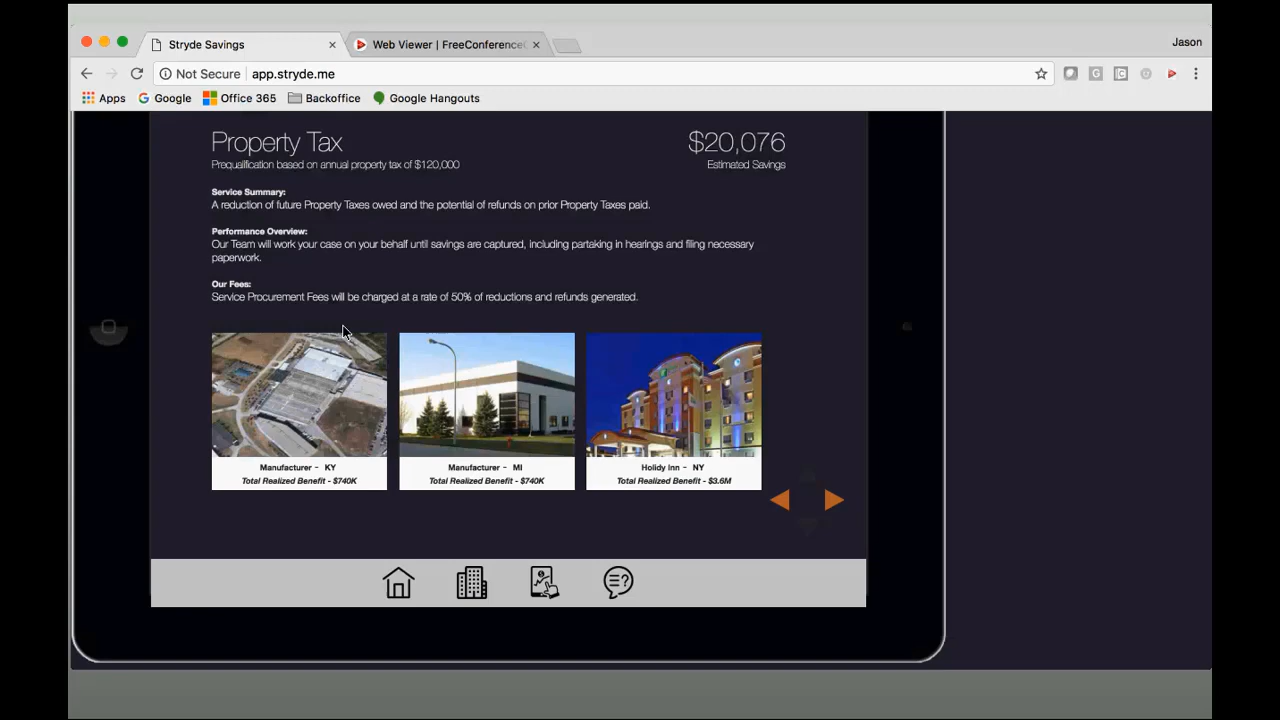 Stryde Savings
Web Viewer | FreeConference
Jason
Not Secure
app.stryde.me
Apps
Google
Office 365
Backoffice
Google Hangouts
Property Tax
$20,076
Prequalification based on annual property tax of $120,000
Estimated Savings
Service Summary:
A reduction of future Property Taxes owed and the potential of refunds on prior Property Taxes paid.
Performance Overview:
Our Team will work your case on your behalf until savings are captured, including partaking in hearings and filing necessary
paperwork.
Our Fees:
Service Procurement Fees will be charged at a rate of 50% of reductions and refunds generated.
Manufacturer - KY
Total Realized Benefit - $740K
Manufacturer - MI
Total Realized Benefit - $740K
Holidy Inn - NY
Total Realized Benefit - $3.6M